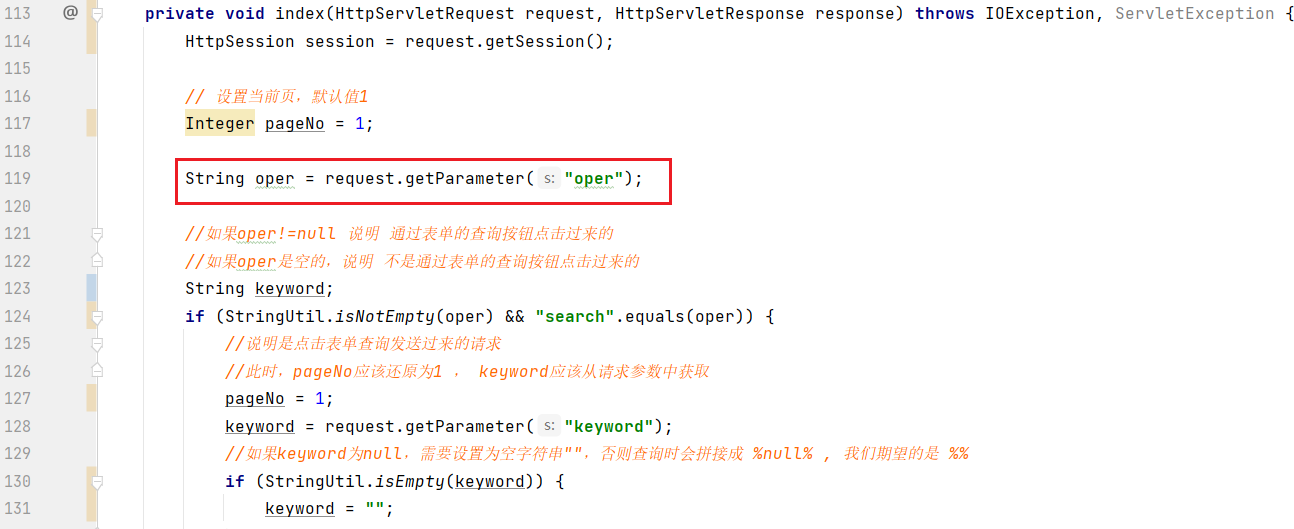 113 @ private void index(HttpServletRequest request, HttpServletResponse response) throws IOException, ServletException {
114 HttpSession session = request.getSession();
115
116 // 设置当前页，默认值1
117 Integer pageNo = 1;
118
119 String oper = request.getParameter( s: "oper");
120
121 //如果oper!=null 说明 通过表单的查询按钮点击过来的
122 //如果oper是空的，说明 不是通过表单的查询按钮点击过来的
123 String keyword;
124 if (StringUtil.isNotEmpty(oper) && "search".equals(oper)) {
125 //说明是点击表单查询发送过来的请求
126 //此时，pageNo应该还原为1 ， keyword应该从请求参数中获取
127 pageNo = 1;
128 keyword = request.getParameter( s: "keyword");
129 //如果keyword为null，需要设置为空字符串""，否则查询时会拼接成 %null% , 我们期望的是 %%
130 if (StringUtil.isEmpty(keyword)) {
131 keyword = "";